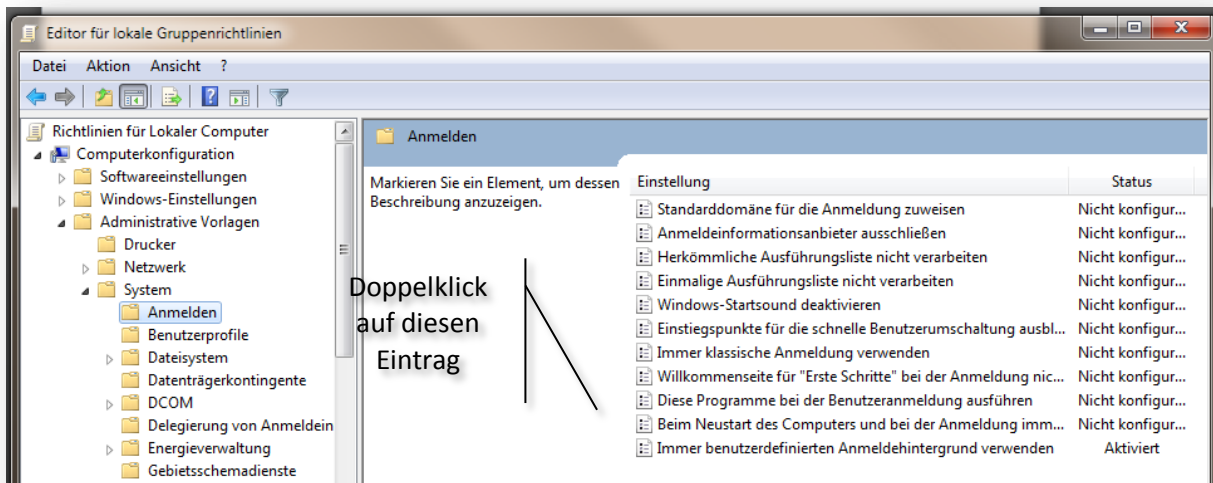 Editor für lokale Gruppenrichtlinien
Datei Aktion Ansicht ?
Richtlinien für Lokaler Computer
Computerkonfiguration
Softwareeinstellungen
Windows-Einstellungen
Administrative Vorlagen
Drucker
Netzwerk
System
Anmelden
Benutzerprofile
Dateisystem
Datenträgerkontingente
DCOM
Delegierung von Anmeldein
Energieverwaltung
Gebietsschemadienste
Anmelden
Markieren Sie ein Element, um dessen
Beschreibung anzuzeigen.
Doppelklick
auf diesen
Eintrag
Einstellung Status
Standarddomäne für die Anmeldung zuweisen Nicht konfigur...
Anmeldeinformationsanbieter ausschließen Nicht konfigur...
Herkömmliche Ausführungsliste nicht verarbeiten Nicht konfigur...
Einmalige Ausführungsliste nicht verarbeiten Nicht konfigur...
Windows-Startsound deaktivieren Nicht konfigur...
Einstiegspunkte für die schnelle Benutzerumschaltung ausbl... Nicht konfigur...
Immer klassische Anmeldung verwenden Nicht konfigur...
Willkommenseite für "Erste Schritte" bei der Anmeldung nic... Nicht konfigur...
Diese Programme bei der Benutzeranmeldung ausführen Nicht konfigur...
Beim Neustart des Computers und bei der Anmeldung imm... Nicht konfigur...
Immer benutzerdefinierten Anmeldehintergrund verwenden Aktiviert